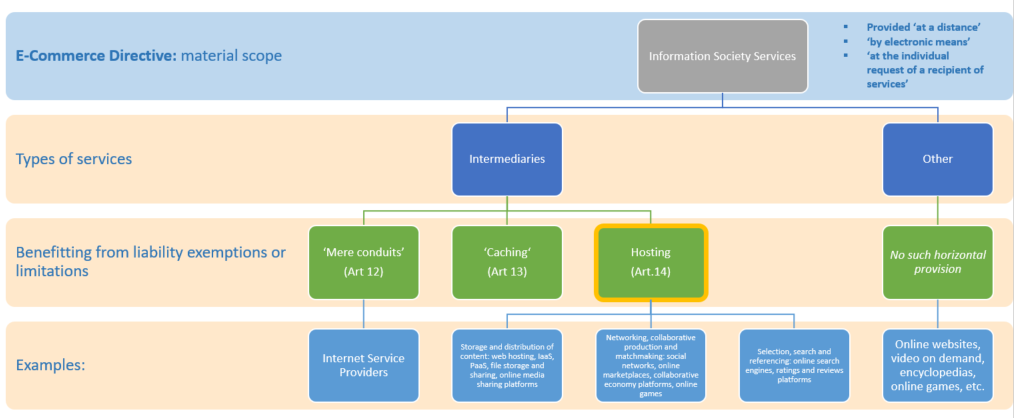 E-Commerce Directive: material scope
Information Society Services
▪ Provided ‘at a distance’
▪ ‘by electronic means’
▪ ‘at the individual
request of a recipient of
services’
Types of services
Intermediaries
Other
Benefitting from liability exemptions or
limitations
‘Mere conduits’
(Art 12)
‘Caching’
(Art 13)
Hosting
(Art.14)
No such horizontal
provision
Examples:
Internet Service
Providers
Storage and distribution of
content: web hosting, IaaS,
PaaS, file storage and
sharing, online media
sharing platforms
Networking, collaborative
production and
matchmaking: social
networks, online
marketplaces, collaborative
economy platforms, online
games
Selection, search and
referencing: online search
engines, ratings and reviews
platforms
Online websites,
video on demand,
encyclopedias,
online games, etc.